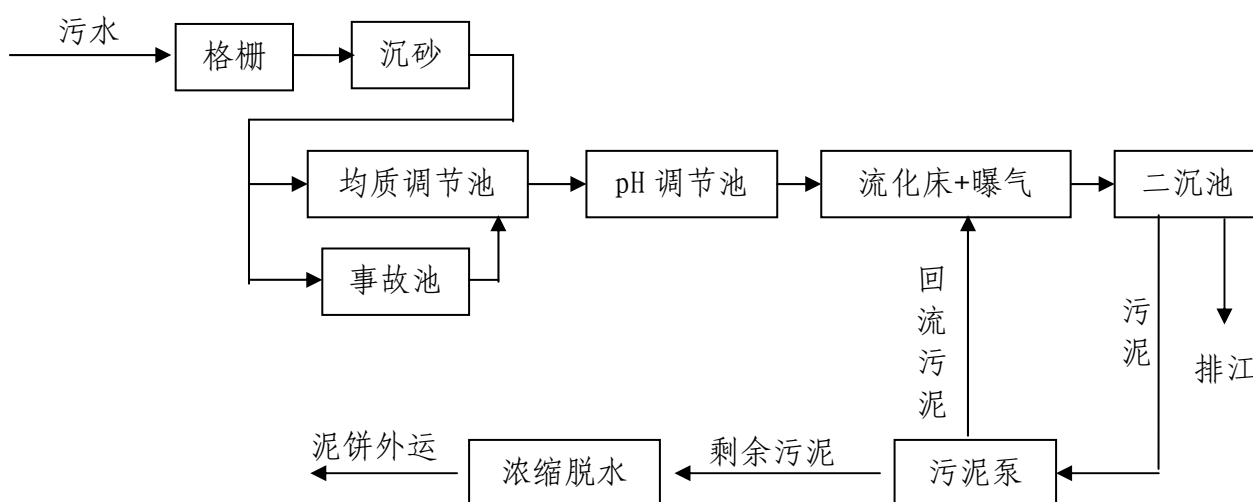 污水
格栅
沉砂
均质调节池
pH 调节池
流化床+曝气
二沉池
事故池
回流污泥
污泥
排江
泥饼外运
浓缩脱水
剩余污泥
污泥泵